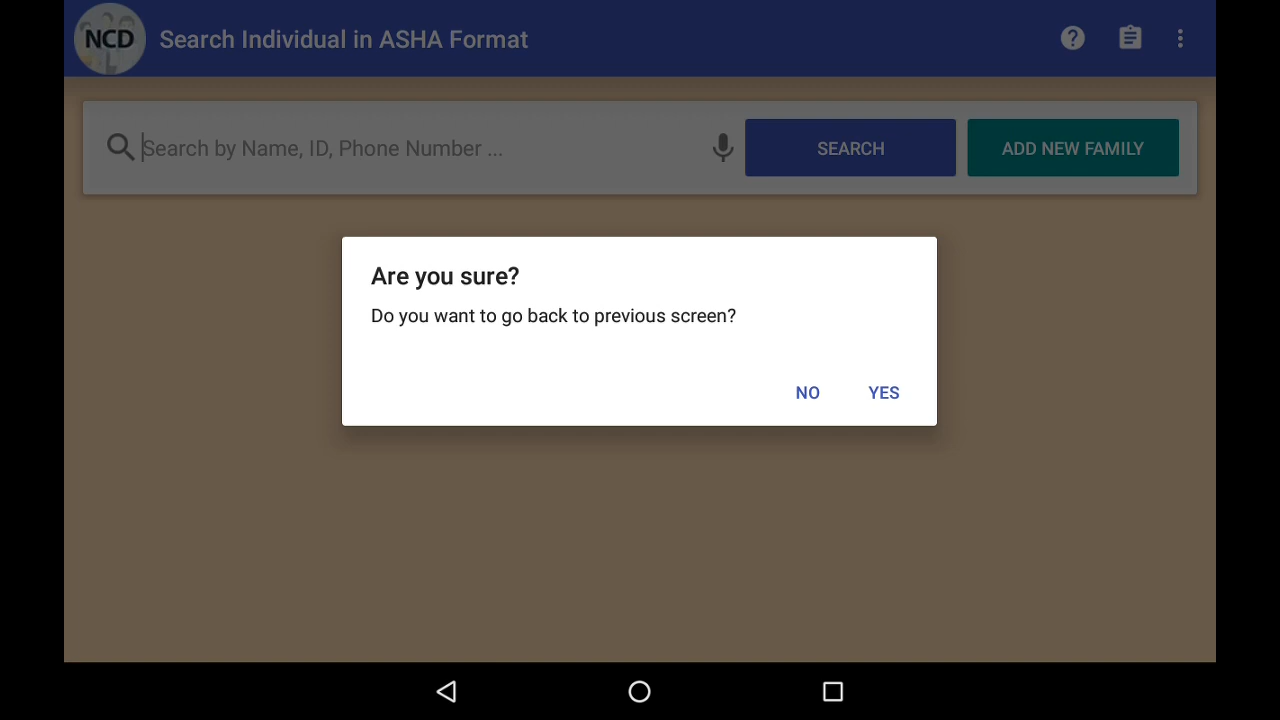 NCD
Search Individual in ASHA Format
Search by Name, ID, Phone Number ...
SEARCH
ADD NEW FAMILY
Are you sure?
Do you want to go back to previous screen?
NO
YES